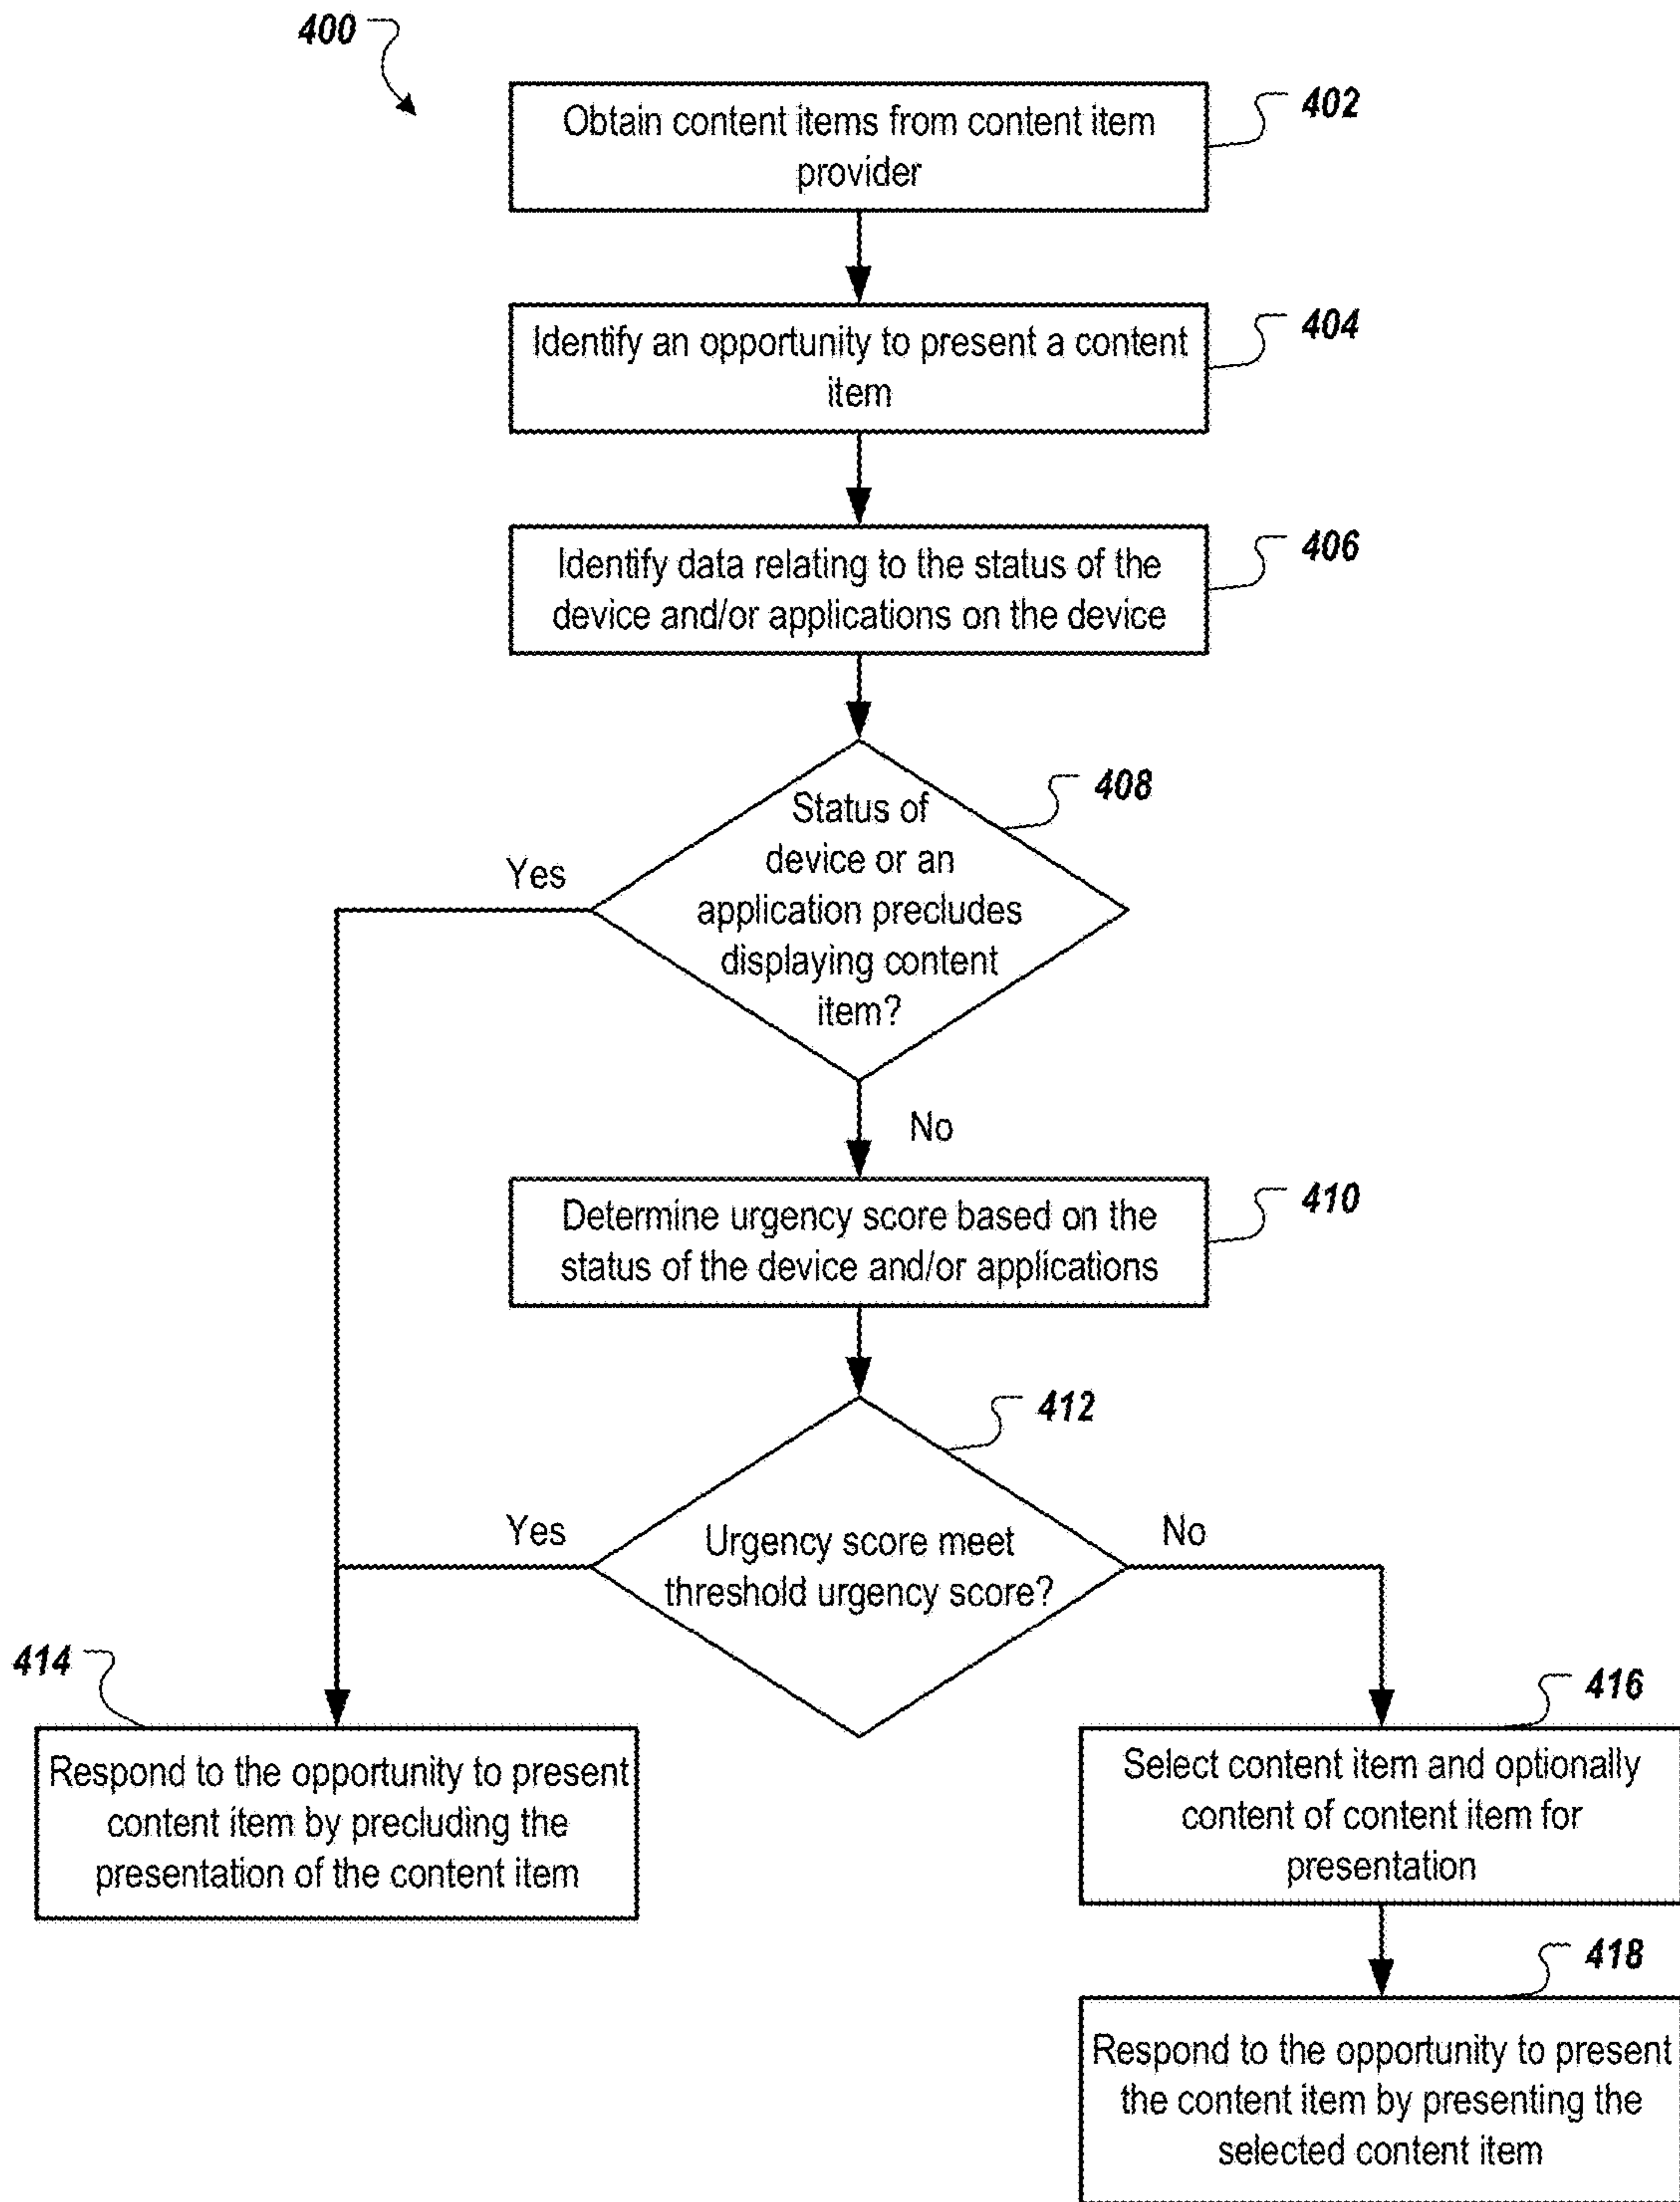 400
Obtain content items from content item
provider
402
Identify an opportunity to present a content
item
404
Identify data relating to the status of the
device and/or applications on the device
406
Status of
device or an
application precludes
displaying content
item?
408
Yes
No
Determine urgency score based on the
status of the device and/or applications
410
Urgency score meet
threshold urgency score?
412
Yes
No
414
Respond to the opportunity to present
content item by precluding the
presentation of the content item
416
Select content item and optionally
content of content item for
presentation
418
Respond to the opportunity to present
the content item by presenting the
selected content item